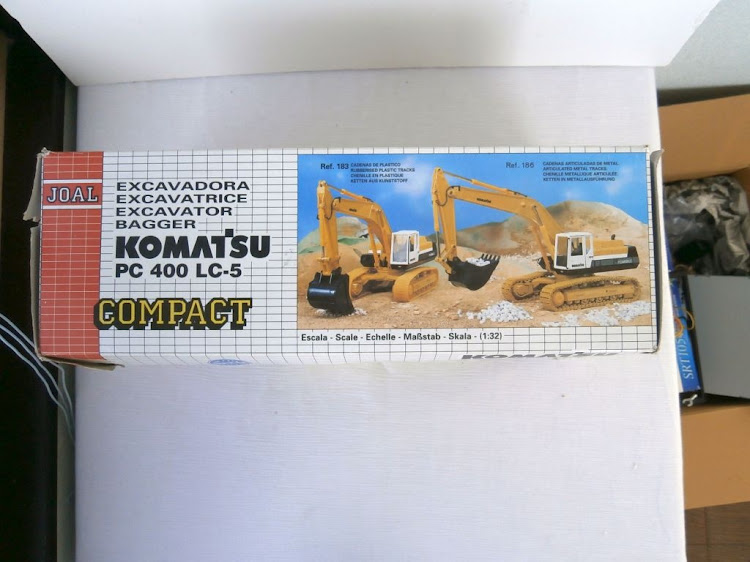 JOAL
EXCAVADORA
EXCAVATRICE
EXCAVATOR
BAGGER
KOMATSU
PC 400 LC-5
COMPACT
Ref. 183 CADENAS DE PLASTICO
RUBBERISED PLASTIC TRACKS
CHENILLE EN PLASTIQUE
KETTEN AUS KUNSTSTOFF
Ref. 186 CADENAS ARTICULADAS DE METAL
ARTICULATED METAL TRACKS
CHENILLE METALLIQUE ARTICULEE
KETTEN IN METALLAUSFÜHRUNG
Escala - Scale - Echelle - Maßstab - Skala - (1:32)
KOMATSU